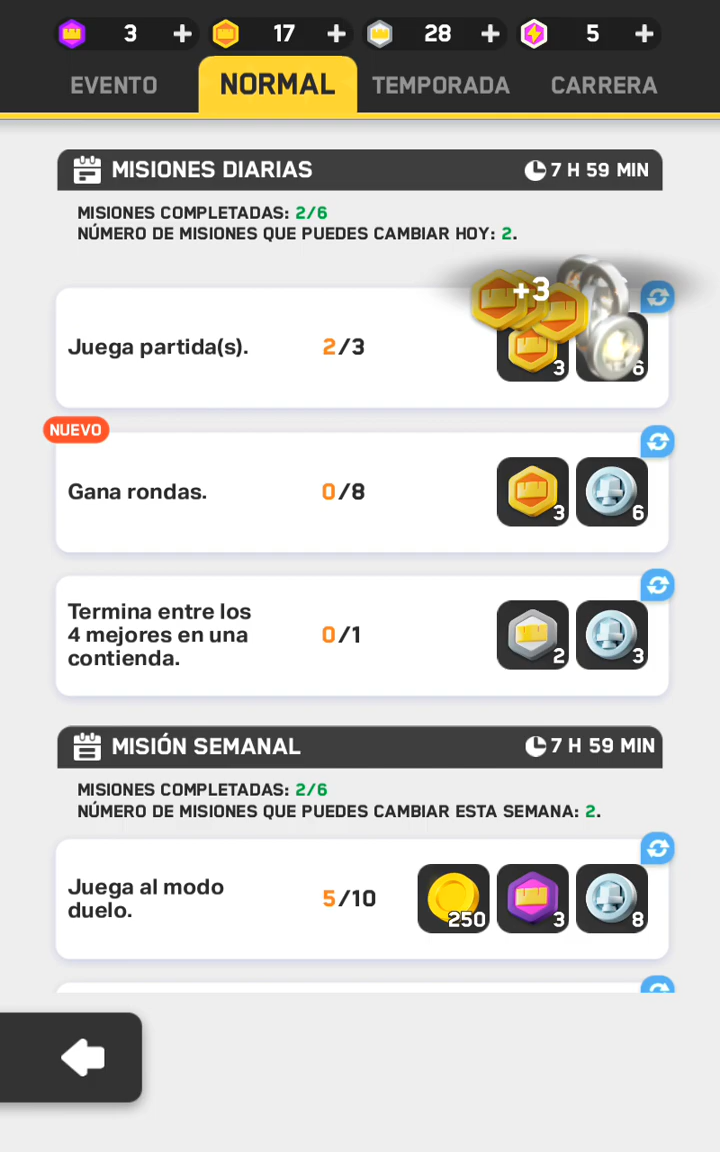 3 + 17 + 28 + 5 +
EVENTO NORMAL TEMPORADA CARRERA
MISIONES DIARIAS 7 H 59 MIN
MISIONES COMPLETADAS: 2/6
NÚMERO DE MISIONES QUE PUEDES CAMBIAR HOY: 2.
+3
Juega partida(s). 2/3 3 6
NUEVO
Gana rondas. 0/8 3 6
Termina entre los
4 mejores en una 0/1 2 3
contienda.
MISIÓN SEMANAL 7 H 59 MIN
MISIONES COMPLETADAS: 2/6
NÚMERO DE MISIONES QUE PUEDES CAMBIAR ESTA SEMANA: 2.
Juega al modo
duelo. 5/10 250 3 8